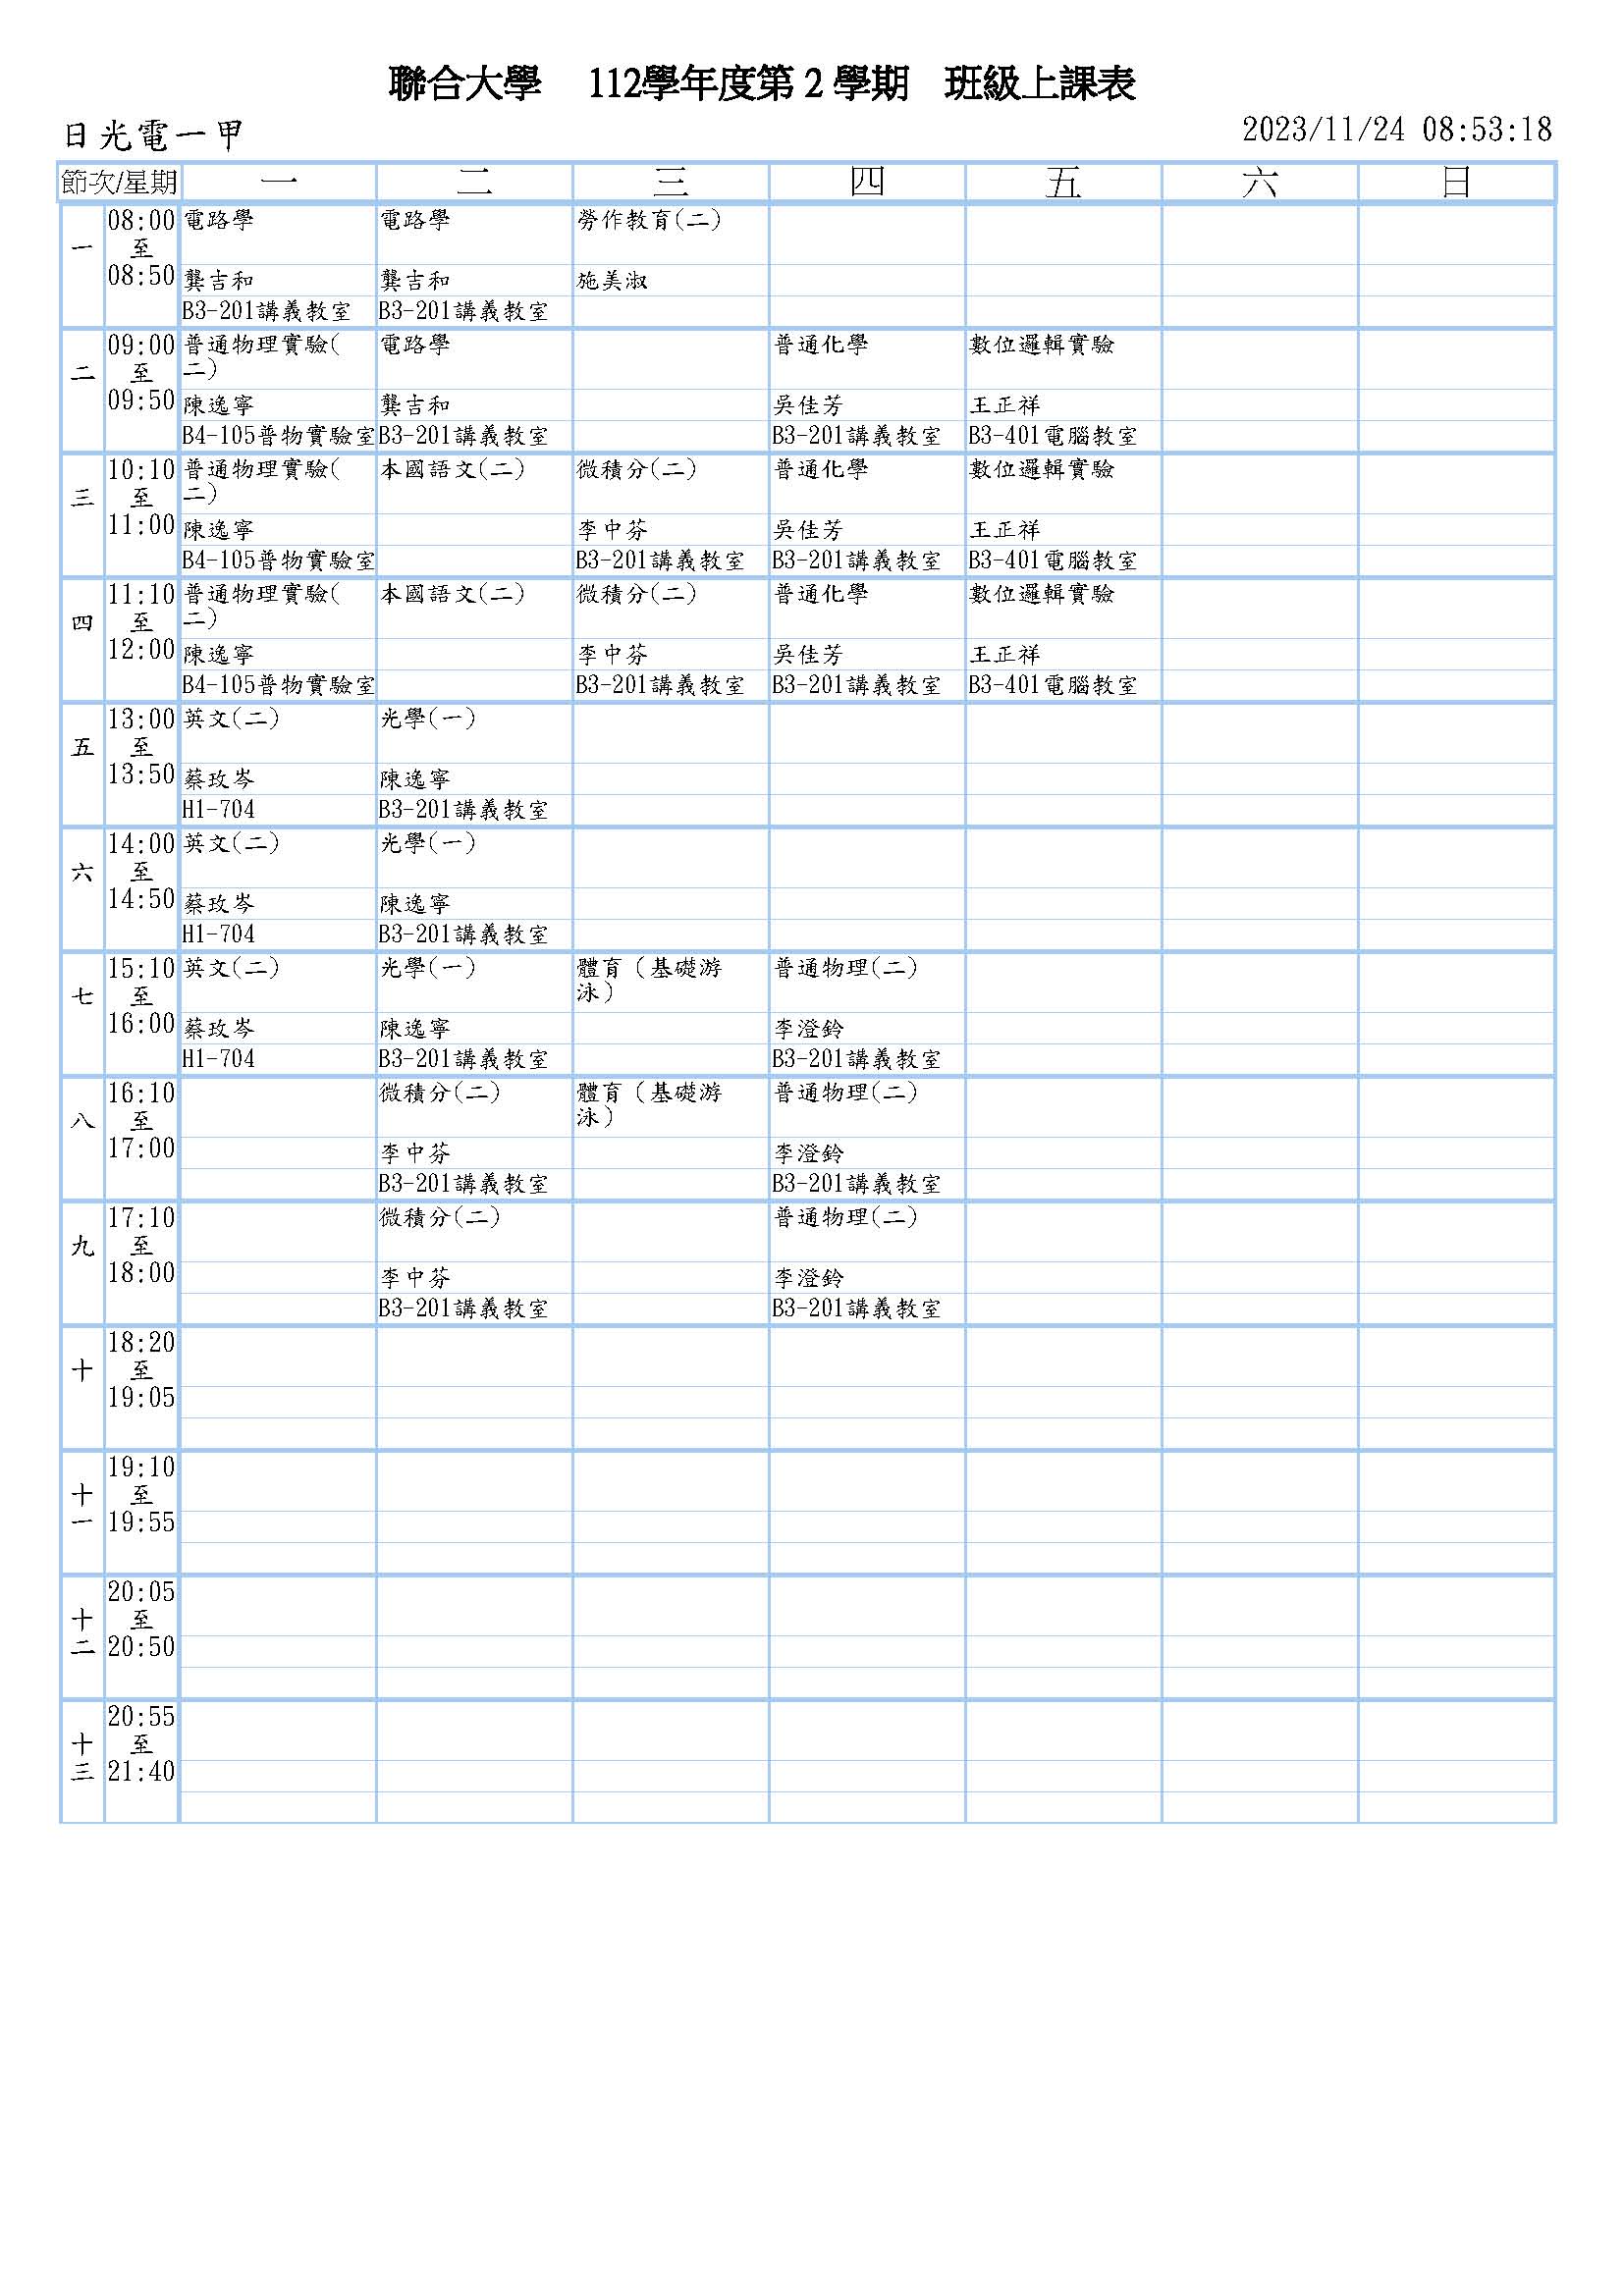 聯合大學 112學年度第 2 學期 班級上課表
日光電一甲 2023/11/24 08:53:18
節次/星期 一 二 三 四 五 六 日
一 08:00 至 08:50
電路學 電路學 勞作教育(二)
龔吉和 龔吉和 施美淑
B3-201講義教室 B3-201講義教室
二 09:00 至 09:50
普通物理實驗( 電路學 普通化學 數位邏輯實驗
二)
陳逸寧 龔吉和 吳佳芳 王正祥
B4-105普物實驗室 B3-201講義教室 B3-201講義教室 B3-401電腦教室
三 10:10 至 11:00
普通物理實驗( 本國語文(二) 微積分(二) 普通化學 數位邏輯實驗
二)
陳逸寧 李中芬 吳佳芳 王正祥
B4-105普物實驗室 B3-201講義教室 B3-201講義教室 B3-401電腦教室
四 11:10 至 12:00
普通物理實驗( 本國語文(二) 微積分(二) 普通化學 數位邏輯實驗
二)
陳逸寧 李中芬 吳佳芳 王正祥
B4-105普物實驗室 B3-201講義教室 B3-201講義教室 B3-401電腦教室
五 13:00 至 13:50
英文(二) 光學(一)
蔡玫岑 陳逸寧
H1-704 B3-201講義教室
六 14:00 至 14:50
英文(二) 光學(一)
蔡玫岑 陳逸寧
H1-704 B3-201講義教室
七 15:10 至 16:00
英文(二) 光學(一) 體育（基礎游 普通物理(二)
泳）
蔡玫岑 陳逸寧 李澄鈴
H1-704 B3-201講義教室 B3-201講義教室
八 16:10 至 17:00
微積分(二) 體育（基礎游 普通物理(二)
泳）
李中芬 李澄鈴
B3-201講義教室 B3-201講義教室
九 17:10 至 18:00
微積分(二) 普通物理(二)
李中芬 李澄鈴
B3-201講義教室 B3-201講義教室
十 18:20 至 19:05
十一 19:10 至 19:55
十二 20:05 至 20:50
十三 20:55 至 21:40